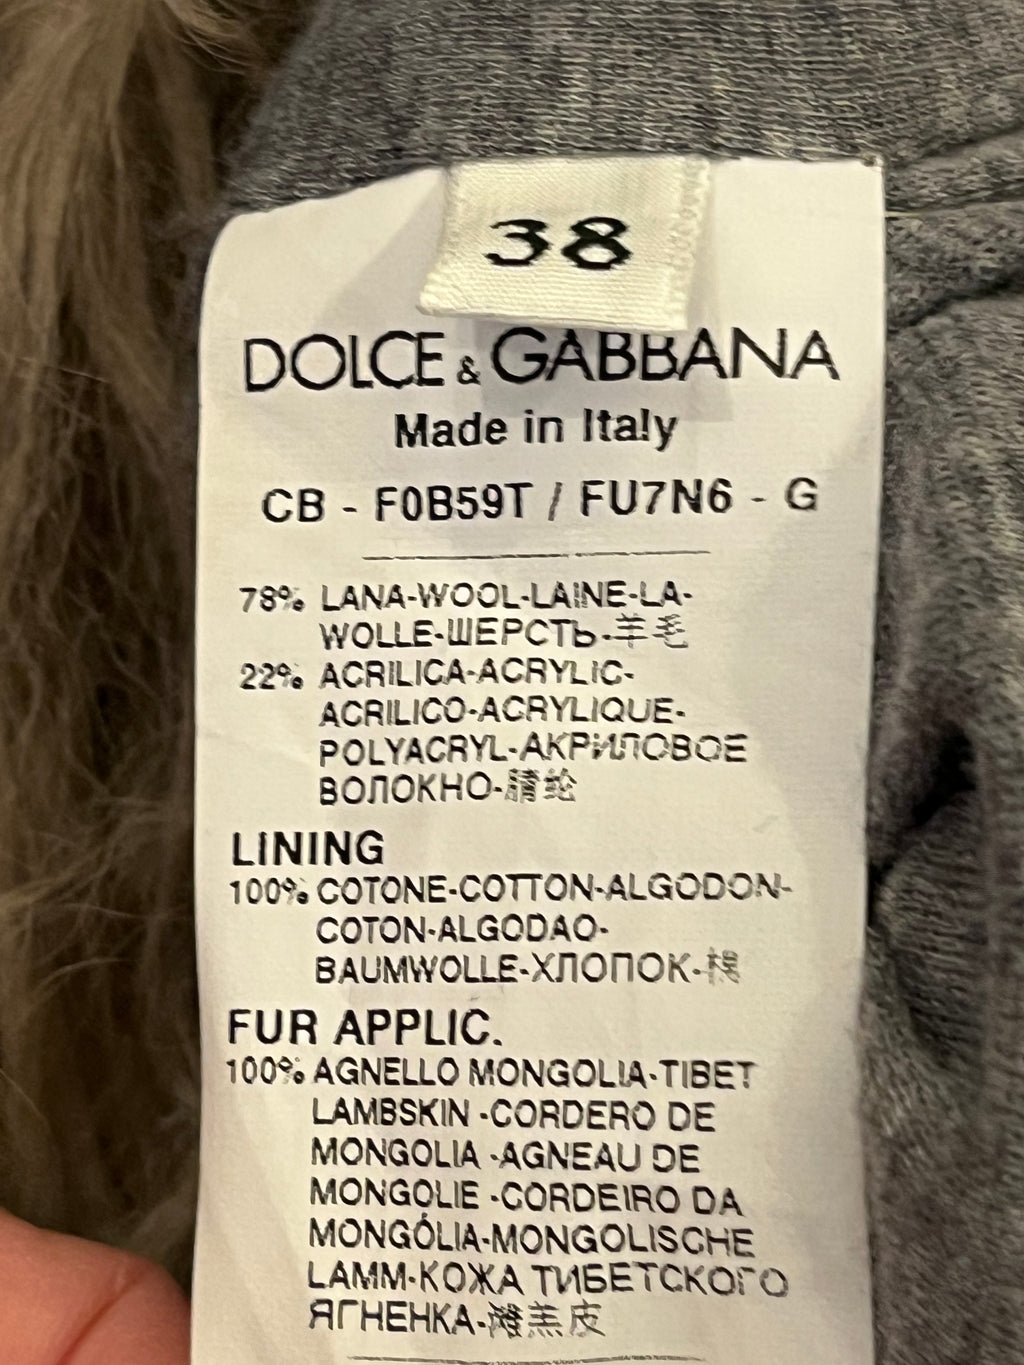 38
DOLCE & GABBANA
Made in Italy
CB - F0B59T / FU7N6 - G
78% LANA-WOOL-LAINE-LA-
WOLLE-ШЕРСТЬ-羊毛
22% ACRILICA-ACRYLIC-
ACRILICO-ACRYLIQUE-
POLYACRYL-АКРИЛОВОЕ
ВОЛОКНО-腈纶
LINING
100% COTONE-COTTON-ALGODON-
COTON-ALGODAO-
BAUMWOLLE-ХЛОПОК-棉
FUR APPLIC.
100% AGNELLO MONGOLIA-TIBET
LAMBSKIN -CORDERO DE
MONGOLIA -AGNEAU DE
MONGOLIE -CORDEIRO DA
MONGÓLIA-MONGOLISCHE
LAMM-КОЖА ТИБЕТСКОГО
ЯГНЕНКА-